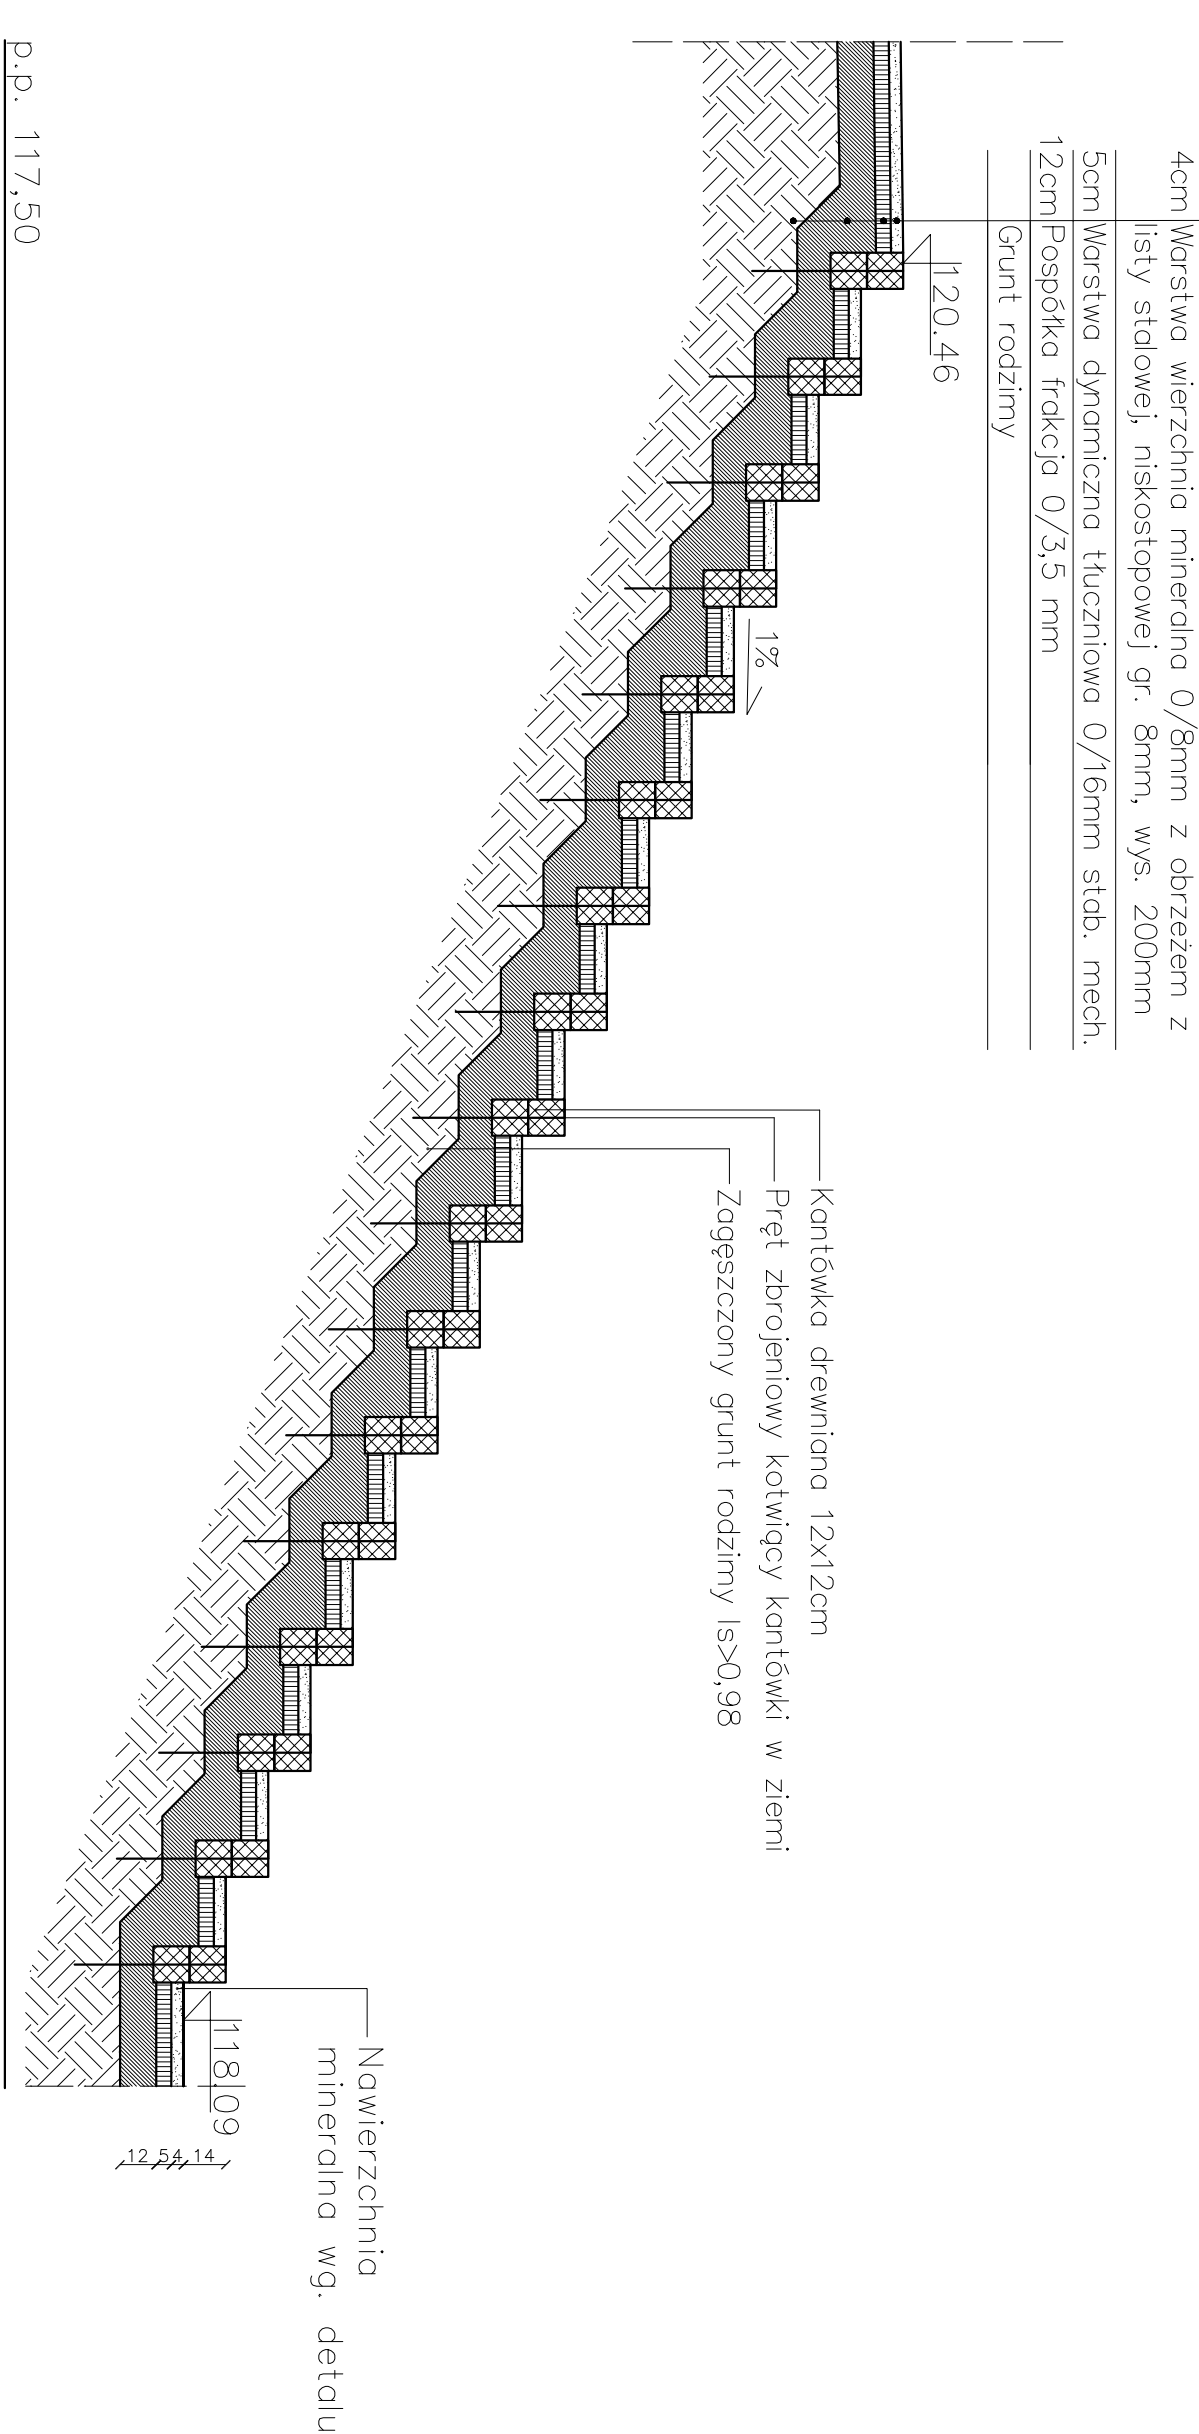 4cm Warstwa wierzchnia mineralna 0/8mm z obrzeżem z
listy stalowej, niskostopowej gr. 8mm, wys. 200mm
5cm Warstwa dynamiczna tłuczniowa 0/16mm stab. mech.
12cm Pospółka frakcja 0/3,5 mm
Grunt rodzimy
120.46
1%
Kantówka drewniana 12x12cm
Pręt zbrojeniowy kotwiący kantówki w ziemi
Zagęszczony grunt rodzimy Is>0,98
Nawierzchnia
mineralna wg. detalu
118.09
12 5 4 14
p.p. 117,50